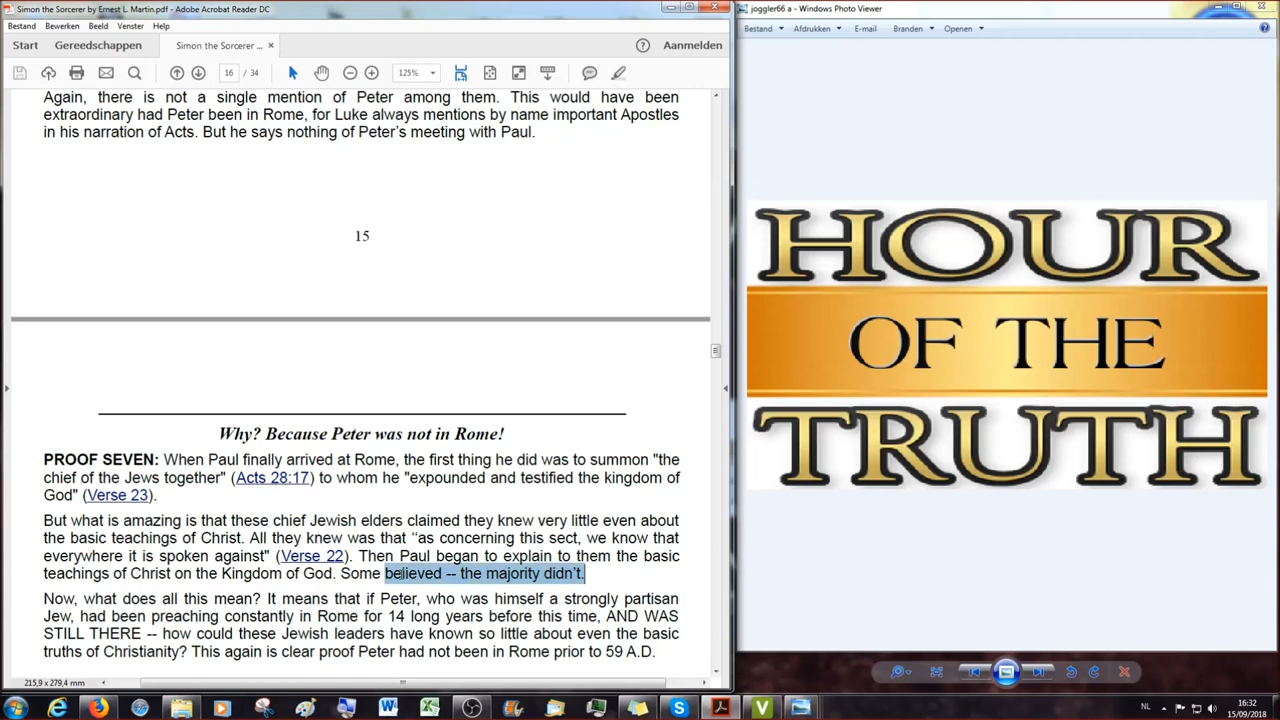 Simon the Sorcerer by Ernest L. Martin.pdf - Adobe Acrobat Reader DC
Bestand Bewerken Beeld Venster Help
Start Gereedschappen Simon the Sorcerer ... × Aanmelden
16 / 34 125%
Again, there is not a single mention of Peter among them. This would have been
extraordinary had Peter been in Rome, for Luke always mentions by name important Apostles
in his narration of Acts. But he says nothing of Peter's meeting with Paul.
15
Why? Because Peter was not in Rome!
PROOF SEVEN: When Paul finally arrived at Rome, the first thing he did was to summon "the
chief of the Jews together" (Acts 28:17) to whom he "expounded and testified the kingdom of
God" (Verse 23).
But what is amazing is that these chief Jewish elders claimed they knew very little even about
the basic teachings of Christ. All they knew was that "as concerning this sect, we know that
everywhere it is spoken against" (Verse 22). Then Paul began to explain to them the basic
teachings of Christ on the Kingdom of God. Some believed -- the majority didn't.
Now, what does all this mean? It means that if Peter, who was himself a strongly partisan
Jew, had been preaching constantly in Rome for 14 long years before this time, AND WAS
STILL THERE -- how could these Jewish leaders have known so little about even the basic
truths of Christianity? This again is clear proof Peter had not been in Rome prior to 59 A.D.
215,9 x 279,4 mm
joggler66 a - Windows Photo Viewer
Bestand Afdrukken E-mail Branden Openen
HOUR
OF THE
TRUTH
NL
16:32
15/09/2018